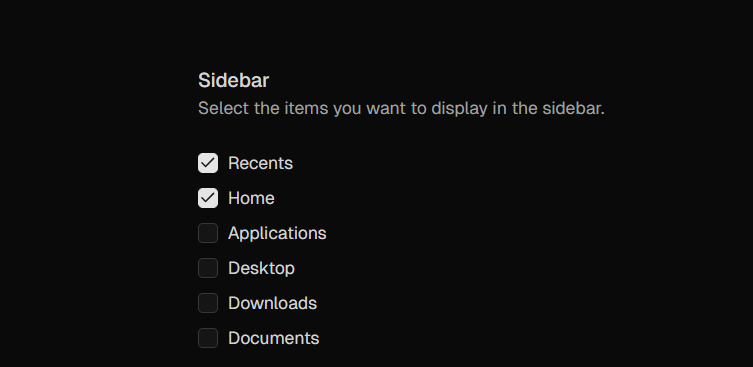 Sidebar
Select the items you want to display in the sidebar.
Recents
Home
Applications
Desktop
Downloads
Documents